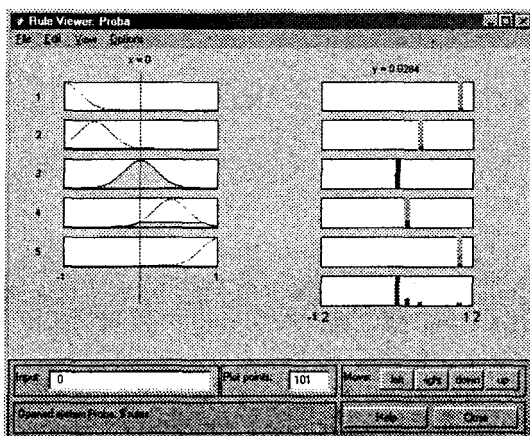 Rule Viewer: Proba
File Edit View Options
x = 0
y = 0.0284
1
2
3
4
5
-1
1
-1.2
1.2
Input: 0
Plot points: 101
Move: left right down up
Opened system Proba, 5 rules
Help
Close